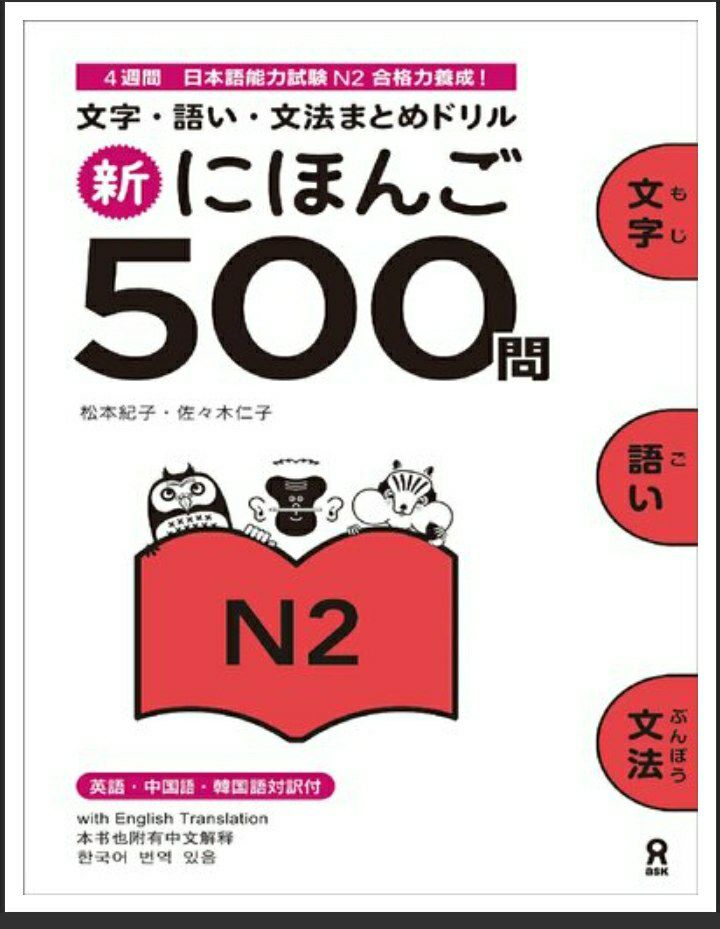 4週間 日本語能力試験N2合格力養成!
文字・語い・文法まとめドリル
新にほんご
500問
松本紀子・佐々木仁子
N2
英語・中国語・韓国語対訳付
with English Translation
本书也附有中文解释
한국어 번역 있음
文字
もじ
語い
ご
文法
ぶんぽう
ask